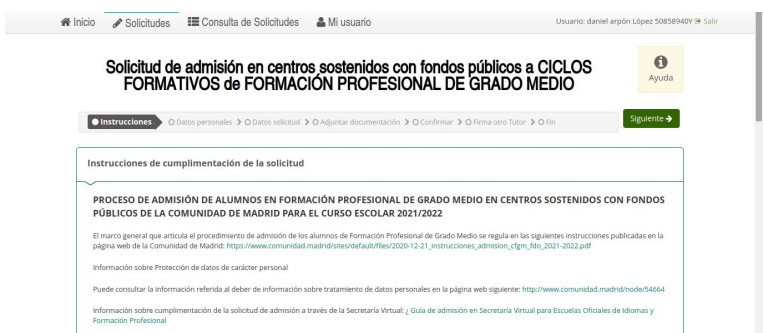 Inicio Solicitudes Consulta de Solicitudes Mi usuario Usuario: daniel arpón López 50858940Y Salir
Solicitud de admisión en centros sostenidos con fondos públicos a CICLOS
FORMATIVOS de FORMACIÓN PROFESIONAL DE GRADO MEDIO
Ayuda
Instrucciones Datos personales Datos solicitud Adjuntar documentación Confirmar Firma otro Tutor Fin
Siguiente
Instrucciones de cumplimentación de la solicitud
PROCESO DE ADMISIÓN DE ALUMNOS EN FORMACIÓN PROFESIONAL DE GRADO MEDIO EN CENTROS SOSTENIDOS CON FONDOS
PÚBLICOS DE LA COMUNIDAD DE MADRID PARA EL CURSO ESCOLAR 2021/2022
El marco general que articula el procedimiento de admisión de los alumnos de Formación Profesional de Grado Medio se regula en las siguientes instrucciones publicadas en la
página web de la Comunidad de Madrid: https://www.comunidad.madrid/sites/default/files/2020-12-21_instrucciones_admision_cfgm_fdo_2021-2022.pdf
Información sobre Protección de datos de carácter personal
Puede consultar la información referida al deber de información sobre tratamiento de datos personales en la página web siguiente: http://www.comunidad.madrid/node/54664
Información sobre cumplimentación de la solicitud de admisión a través de la Secretaría Virtual: ¿ Guía de admisión en Secretaría Virtual para Escuelas Oficiales de Idiomas y
Formación Profesional